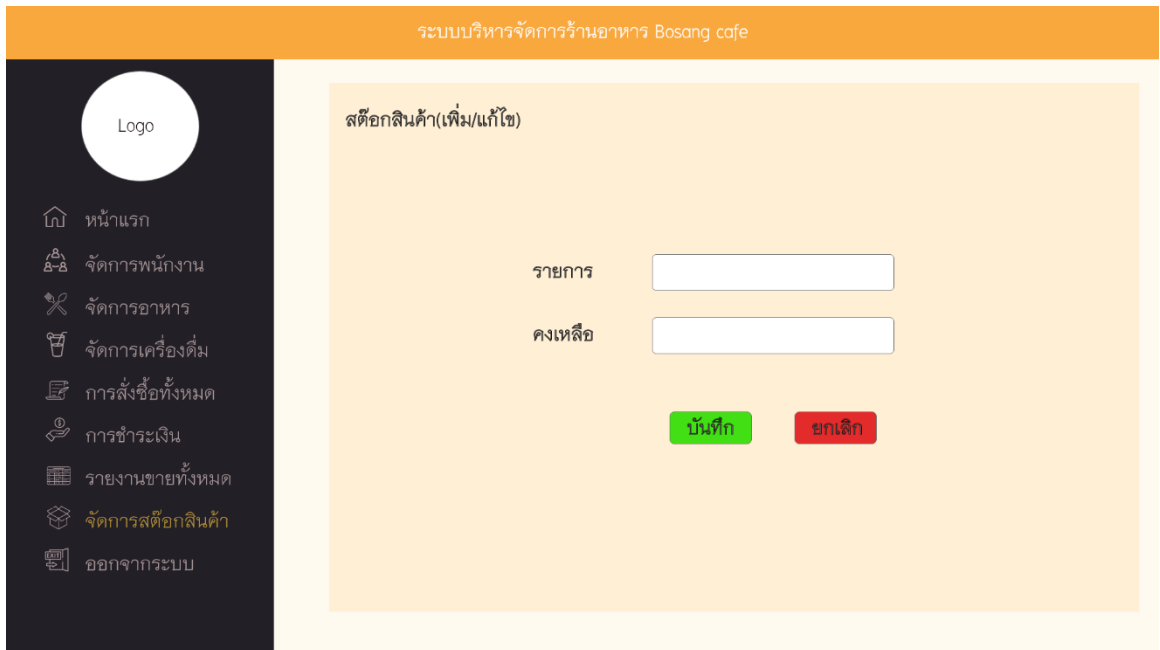 ระบบบริหารจัดการร้านอาหาร Bosang cafe
Logo
หน้าแรก
จัดการพนักงาน
จัดการอาหาร
จัดการเครื่องดื่ม
การสั่งซื้อทั้งหมด
การชำระเงิน
รายงานขายทั้งหมด
จัดการสต๊อกสินค้า
EXIT
ออกจากระบบ
สต๊อกสินค้า(เพิ่ม/แก้ไข)
รายการ
คงเหลือ
บันทึก ยกเลิก